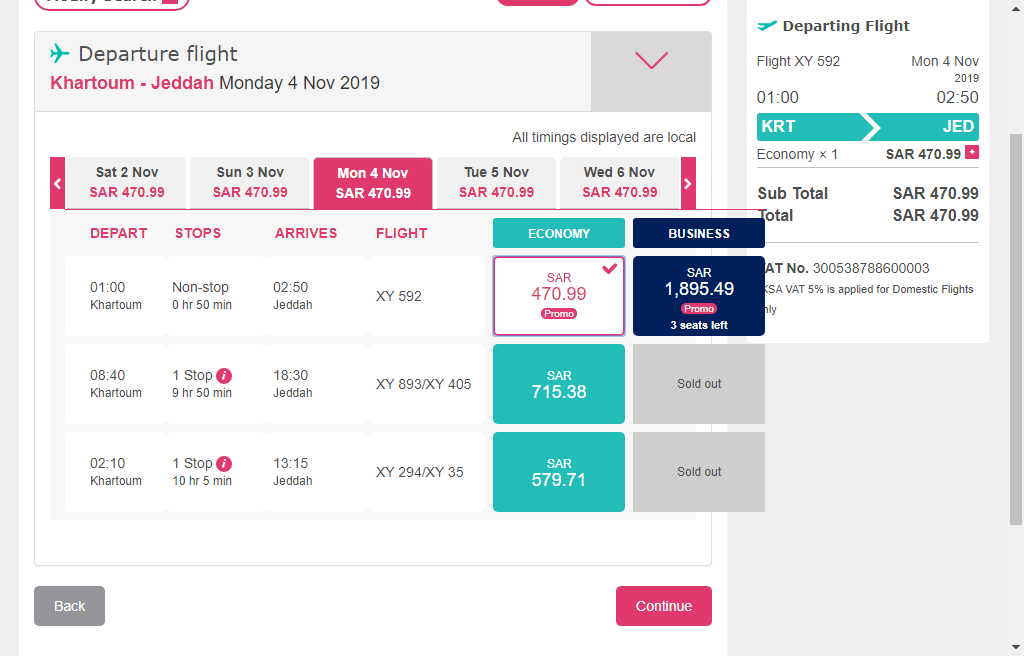 Departure flight
Khartoum - Jeddah Monday 4 Nov 2019
All timings displayed are local
Sat 2 Nov
SAR 470.99
Sun 3 Nov
SAR 470.99
Mon 4 Nov
SAR 470.99
Tue 5 Nov
SAR 470.99
Wed 6 Nov
SAR 470.99
DEPART STOPS ARRIVES FLIGHT ECONOMY BUSINESS
01:00
Khartoum
Non-stop
0 hr 50 min
02:50
Jeddah
XY 592
SAR
470.99
Promo
SAR
1,895.49
Promo
3 seats left
08:40
Khartoum
1 Stop i
9 hr 50 min
18:30
Jeddah
XY 893/XY 405
SAR
715.38
Sold out
02:10
Khartoum
1 Stop i
10 hr 5 min
13:15
Jeddah
XY 294/XY 35
SAR
579.71
Sold out
Back
Continue
Departing Flight
Flight XY 592 Mon 4 Nov
2019
01:00 02:50
KRT JED
Economy × 1 SAR 470.99 +
Sub Total SAR 470.99
Total SAR 470.99
AT No. 300538788600003
KSA VAT 5% is applied for Domestic Flights
nly